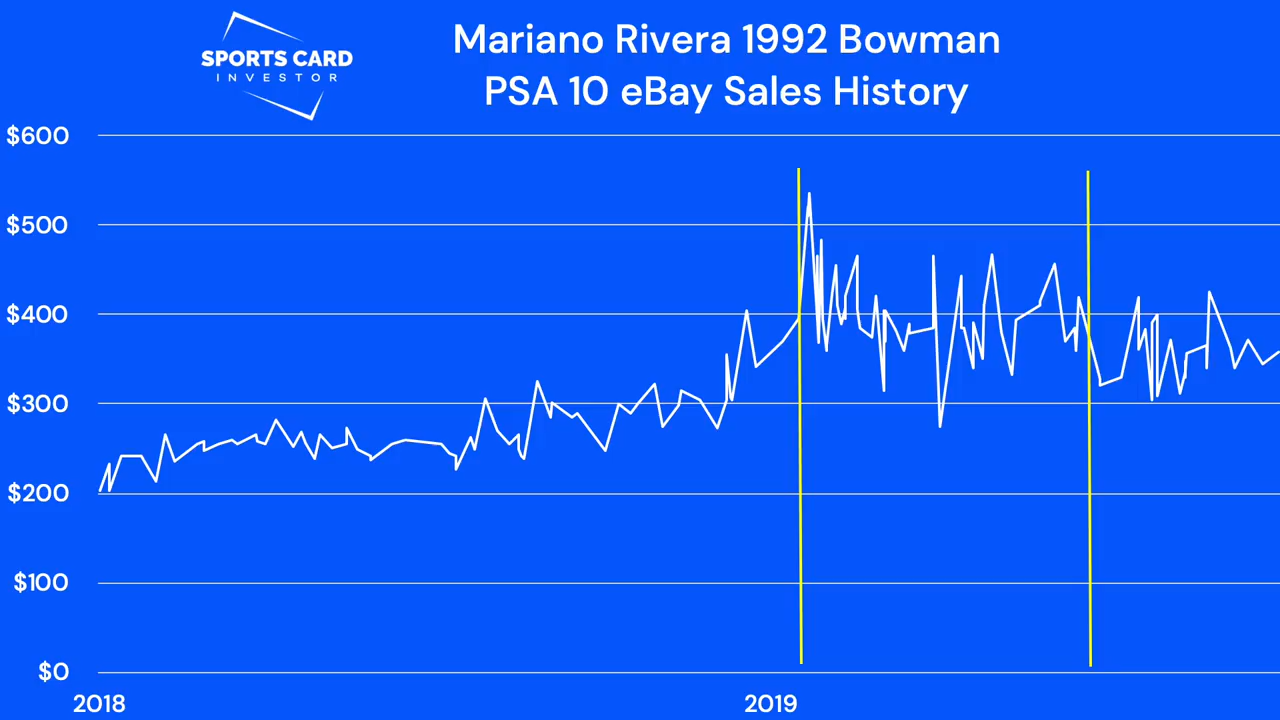 SPORTS CARD
INVESTOR
Mariano Rivera 1992 Bowman
PSA 10 eBay Sales History
$600
$500
$400
$300
$200
$100
$0
2018
2019